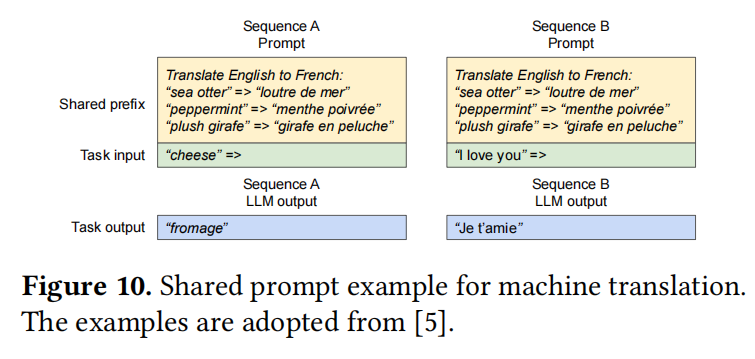 Sequence A
Prompt
Sequence B
Prompt
Shared prefix
Translate English to French:
“sea otter” => “loutre de mer”
“peppermint” => “menthe poivrée”
“plush girafe” => “girafe en peluche”
Translate English to French:
“sea otter” => “loutre de mer”
“peppermint” => “menthe poivrée”
“plush girafe” => “girafe en peluche”
Task input
“cheese” =>
“I love you” =>
Sequence A
LLM output
Sequence B
LLM output
Task output
“fromage”
“Je t’amie”
Figure 10. Shared prompt example for machine translation.
The examples are adopted from [5].